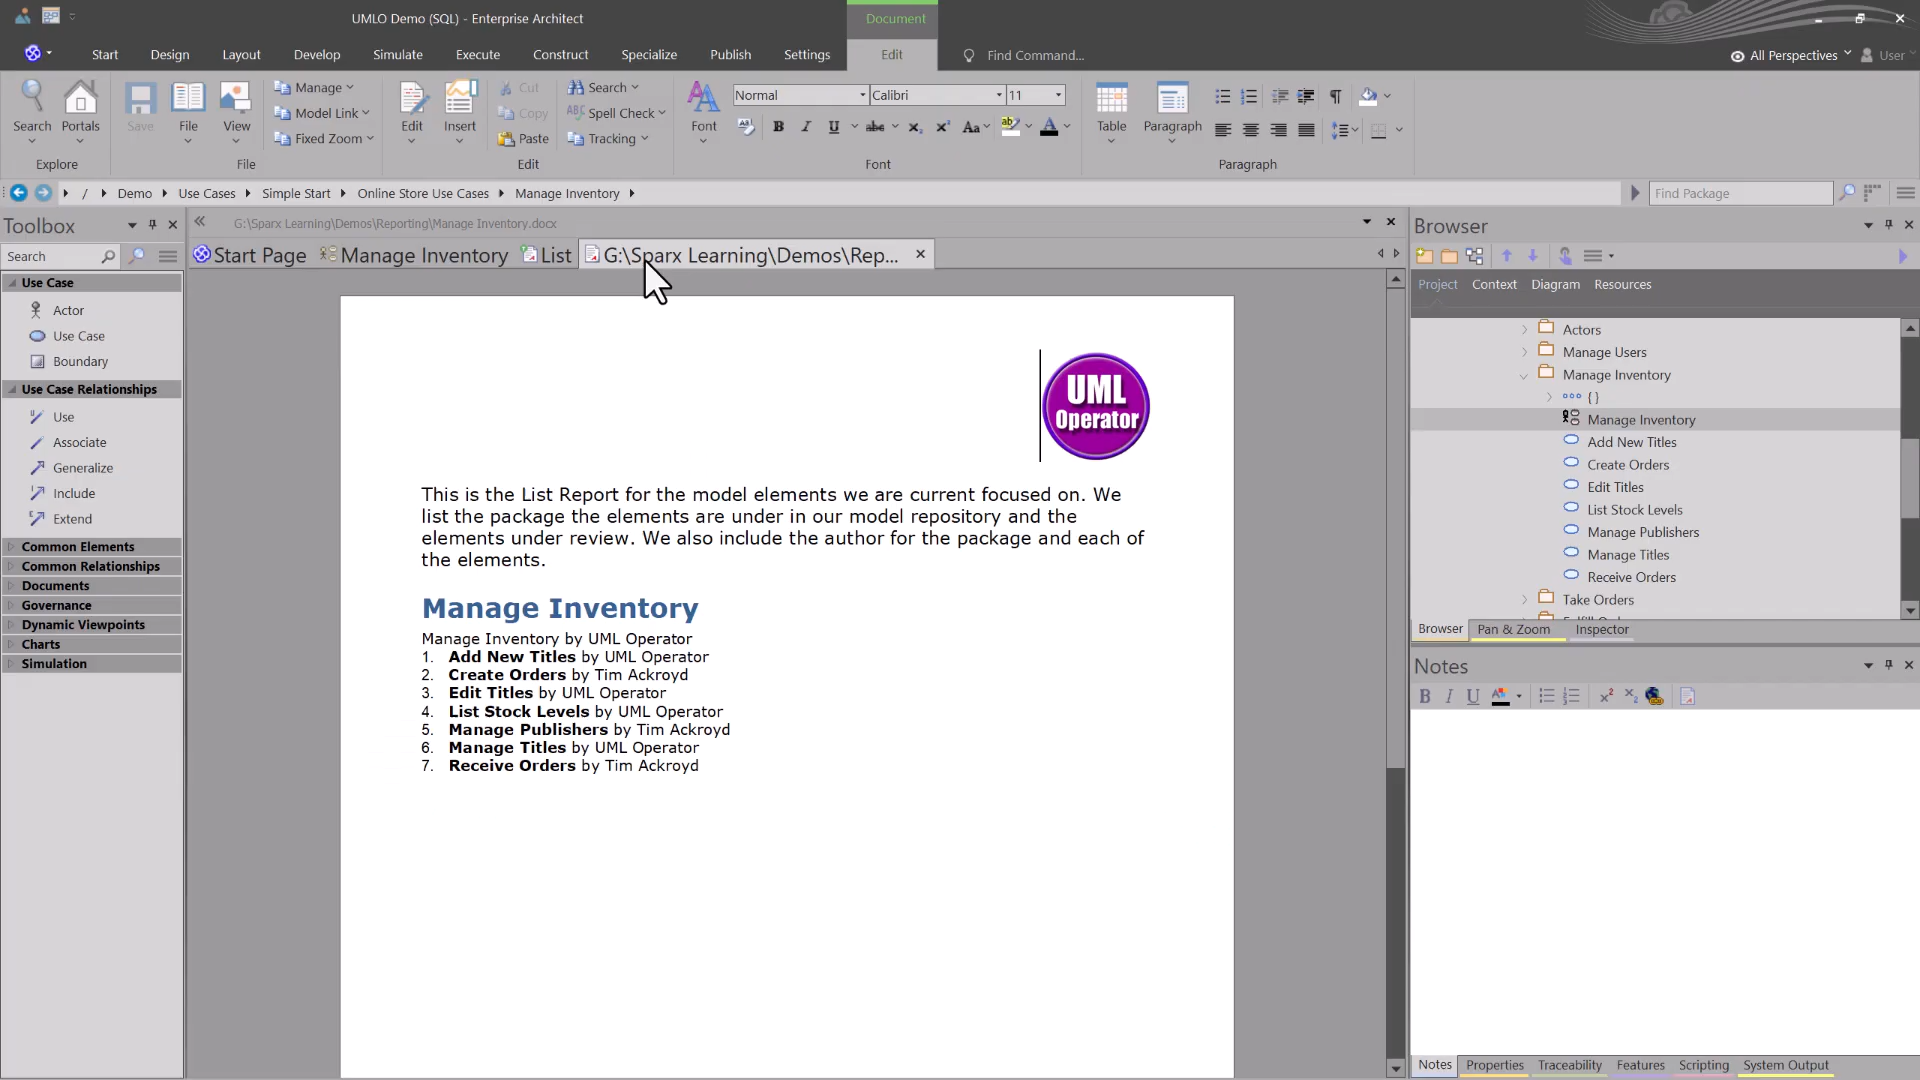 UMLO Demo (SQL) - Enterprise Architect
Document
Start
Design
Layout
Develop
Simulate
Execute
Construct
Specialize
Publish
Settings
Edit
Find Command...
All Perspectives
User
Search
Portals
Explore
Save
File
View
Manage
Model Link
Fixed Zoom
File
Edit
Insert
Cut
Copy
Paste
Search
Spell Check
Tracking
Edit
Font
Normal
Calibri
11
Font
Table
Paragraph
Paragraph
/ Demo Use Cases Simple Start Online Store Use Cases Manage Inventory
Find Package
Toolbox
Search
Use Case
Actor
Use Case
Boundary
Use Case Relationships
Use
Associate
Generalize
Include
Extend
Common Elements
Common Relationships
Documents
Governance
Dynamic Viewpoints
Charts
Simulation
G:\Sparx Learning\Demos\Reporting\Manage Inventory.docx
Start Page
Manage Inventory
List
G:\Sparx Learning\Demos\Rep...
UML
Operator
This is the List Report for the model elements we are current focused on. We
list the package the elements are under in our model repository and the
elements under review. We also include the author for the package and each of
the elements.
Manage Inventory
Manage Inventory by UML Operator
1. Add New Titles by UML Operator
2. Create Orders by Tim Ackroyd
3. Edit Titles by UML Operator
4. List Stock Levels by UML Operator
5. Manage Publishers by Tim Ackroyd
6. Manage Titles by UML Operator
7. Receive Orders by Tim Ackroyd
Browser
Project
Context
Diagram
Resources
Actors
Manage Users
Manage Inventory
{ }
Manage Inventory
Add New Titles
Create Orders
Edit Titles
List Stock Levels
Manage Publishers
Manage Titles
Receive Orders
Take Orders
Browser
Pan & Zoom
Inspector
Notes
Notes
Properties
Traceability
Features
Scripting
System Output